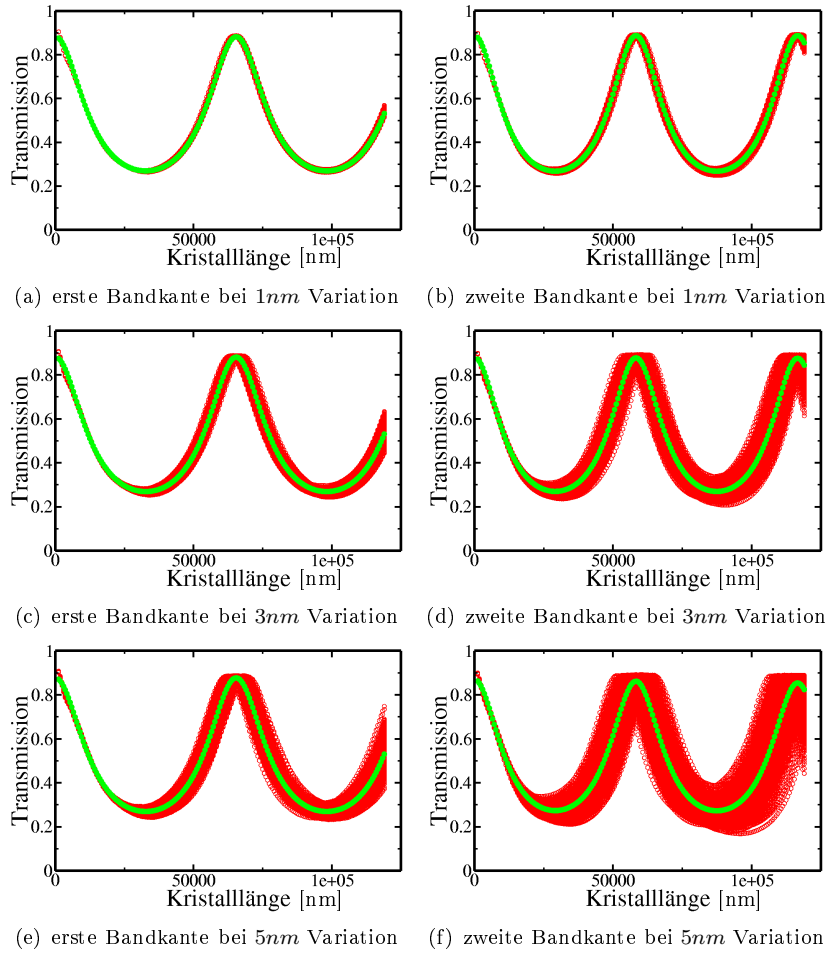 1
0.8
0.6
0.4
0.2
0
Transmission
0 50000 1e+05
Kristalllänge [nm]
(a) erste Bandkante bei 1nm Variation
1
0.8
0.6
0.4
0.2
0
Transmission
0 50000 1e+05
Kristalllänge [nm]
(b) zweite Bandkante bei 1nm Variation
1
0.8
0.6
0.4
0.2
0
Transmission
0 50000 1e+05
Kristalllänge [nm]
(c) erste Bandkante bei 3nm Variation
1
0.8
0.6
0.4
0.2
0
Transmission
0 50000 1e+05
Kristalllänge [nm]
(d) zweite Bandkante bei 3nm Variation
1
0.8
0.6
0.4
0.2
0
Transmission
0 50000 1e+05
Kristalllänge [nm]
(e) erste Bandkante bei 5nm Variation
1
0.8
0.6
0.4
0.2
0
Transmission
0 50000 1e+05
Kristalllänge [nm]
(f) zweite Bandkante bei 5nm Variation